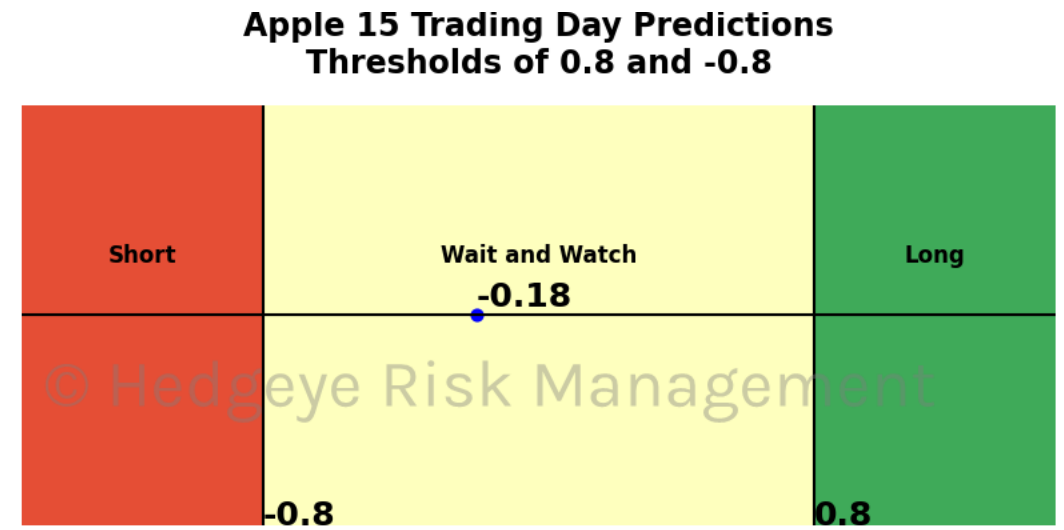 Apple 15 Trading Day Predictions
Thresholds of 0.8 and -0.8
Short
Wait and Watch
Long
-0.18
© Hedgeye Risk Management
-0.8
0.8